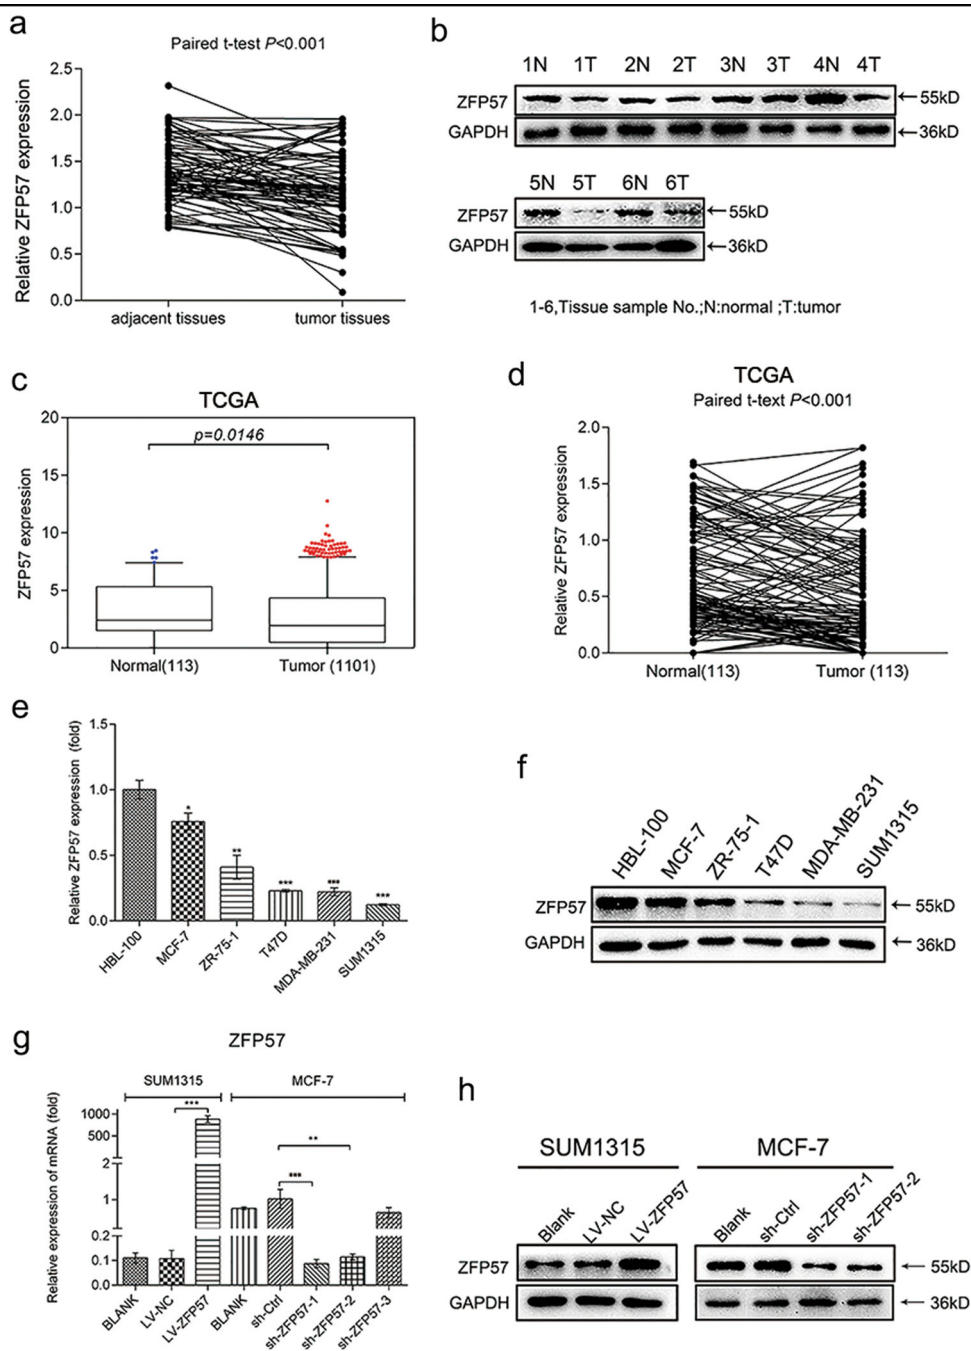 a
Paired t-test P<0.001
Relative ZFP57 expression
2.5
2.0
1.5
1.0
0.5
0.0
adjacent tissues tumor tissues
b
1N 1T 2N 2T 3N 3T 4N 4T
ZFP57 ←55kD
GAPDH ←36kD
5N 5T 6N 6T
ZFP57 ←55kD
GAPDH ←36kD
1-6,Tissue sample No.;N:normal ;T:tumor
c
TCGA
p=0.0146
ZFP57 expression
20
15
10
5
0
Normal(113) Tumor (1101)
d
TCGA
Paired t-text P<0.001
Relative ZFP57 expression
2.0
1.5
1.0
0.5
0.0
Normal(113) Tumor (113)
e
Relative ZFP57 expression (fold)
1.5
1.0
0.5
0.0
* ** *** *** ***
HBL-100 MCF-7 ZR-75-1 T47D MDA-MB-231 SUM1315
f
HBL-100 MCF-7 ZR-75-1 T47D MDA-MB-231 SUM1315
ZFP57 ←55kD
GAPDH ←36kD
g
ZFP57
SUM1315 MCF-7
Relative expression of mRNA (fold)
1000
500
2
1
0.2
0.1
0.0
***
**
***
BLANK LV-NC LV-ZFP57 BLANK sh-Ctrl sh-ZFP57-1 sh-ZFP57-2 sh-ZFP57-3
h
SUM1315 MCF-7
Blank LV-NC LV-ZFP57 Blank sh-Ctrl sh-ZFP57-1 sh-ZFP57-2
ZFP57 ←55kD
GAPDH ←36kD